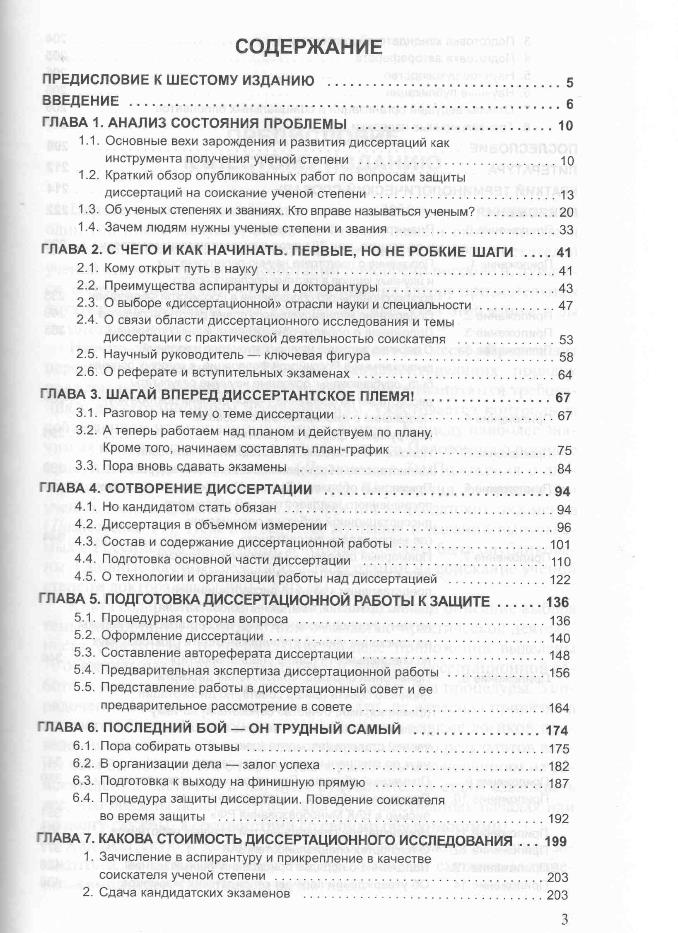 СОДЕРЖАНИЕ
ПРЕДИСЛОВИЕ К ШЕСТОМУ ИЗДАНИЮ ............ 5
ВВЕДЕНИЕ ............ 6
ГЛАВА 1. АНАЛИЗ СОСТОЯНИЯ ПРОБЛЕМЫ ............ 10
1.1. Основные вехи зарождения и развития диссертаций как
инструмента получения ученой степени ............ 10
1.2. Краткий обзор опубликованных работ по вопросам защиты
диссертаций на соискание ученой степени ............ 13
1.3. Об ученых степенях и званиях. Кто вправе называться ученым? .. 20
1.4. Зачем людям нужны ученые степени и звания ............ 33
ГЛАВА 2. С ЧЕГО И КАК НАЧИНАТЬ. ПЕРВЫЕ, НО НЕ РОБКИЕ ШАГИ .... 41
2.1. Кому открыт путь в науку ............ 41
2.2. Преимущества аспирантуры и докторантуры ............ 43
2.3. О выборе «диссертационной» отрасли науки и специальности ............ 47
2.4. О связи области диссертационного исследования и темы
диссертации с практической деятельностью соискателя ............ 53
2.5. Научный руководитель — ключевая фигура ............ 58
2.6. О реферате и вступительных экзаменах ............ 64
ГЛАВА 3. ШАГАЙ ВПЕРЕД ДИССЕРТАНТСКОЕ ПЛЕМЯ! ............ 67
3.1. Разговор на тему о теме диссертации ............ 67
3.2. А теперь работаем над планом и действуем по плану.
Кроме того, начинаем составлять план-график ............ 75
3.3. Пора вновь сдавать экзамены ............ 84
ГЛАВА 4. СОТВОРЕНИЕ ДИССЕРТАЦИИ ............ 94
4.1. Но кандидатом стать обязан ............ 94
4.2. Диссертация в объемном измерении ............ 96
4.3. Состав и содержание диссертационной работы ............ 101
4.4. Подготовка основной части диссертации ............ 110
4.5. О технологии и организации работы над диссертацией ............ 122
ГЛАВА 5. ПОДГОТОВКА ДИССЕРТАЦИОННОЙ РАБОТЫ К ЗАЩИТЕ ...... 136
5.1. Процедурная сторона вопроса ............ 136
5.2. Оформление диссертации ............ 140
5.3. Составление автореферата диссертации ............ 148
5.4. Предварительная экспертиза диссертационной работы ............ 156
5.5. Представление работы в диссертационный совет и ее
предварительное рассмотрение в совете ............ 164
ГЛАВА 6. ПОСЛЕДНИЙ БОЙ — ОН ТРУДНЫЙ САМЫЙ ............ 174
6.1. Пора собирать отзывы ............ 175
6.2. В организации дела — залог успеха ............ 182
6.3. Подготовка к выходу на финишную прямую ............ 187
6.4. Процедура защиты диссертации. Поведение соискателя
во время защиты ............ 192
ГЛАВА 7. КАКОВА СТОИМОСТЬ ДИССЕРТАЦИОННОГО ИССЛЕДОВАНИЯ ... 199
1. Зачисление в аспирантуру и прикрепление в качестве
соискателя ученой степени ............ 203
2. Сдача кандидатских экзаменов ............ 203
3